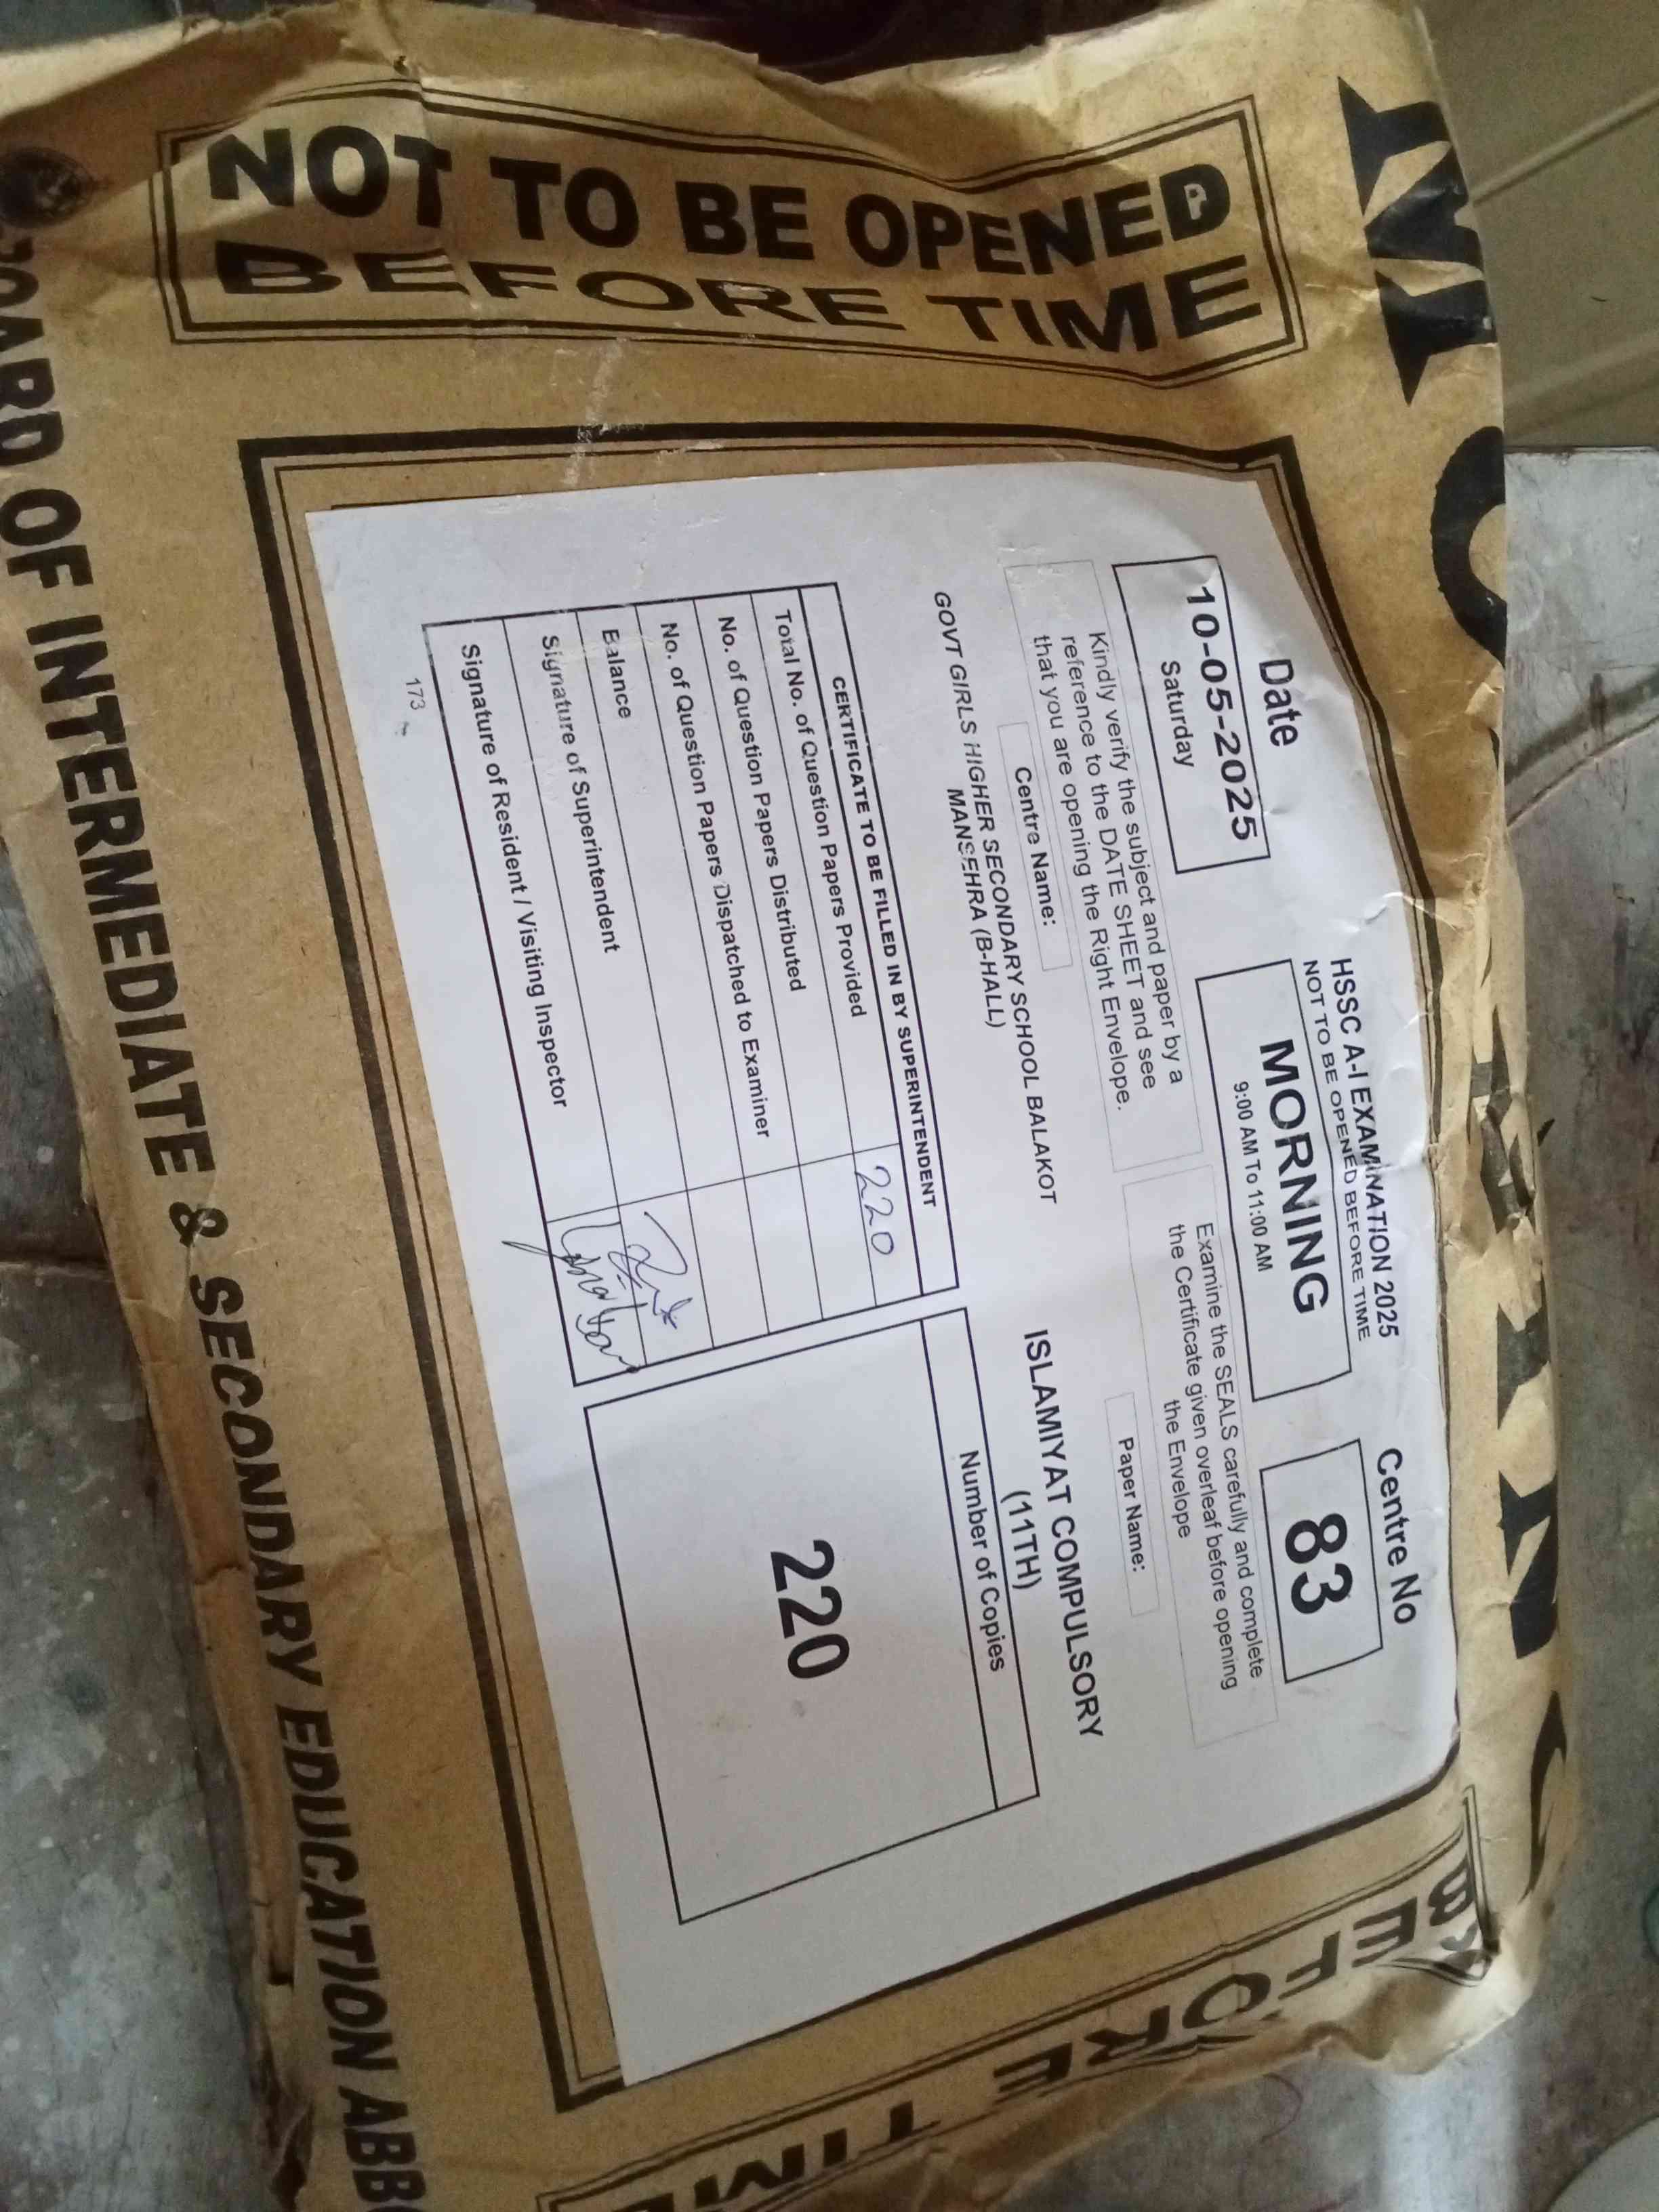 MORNING
NOT TO BE OPENED
BEFORE TIME
HSSC A-I EXAMINATION 2025
NOT TO BE OPENED BEFORE TIME
Date
10-05-2025
Saturday
MORNING
9:00 AM To 11:00 AM
Centre No
83
Kindly verify the subject and paper by a
reference to the DATE SHEET and see
that you are opening the Right Envelope.
Examine the SEALS carefully and complete
the Certificate given overleaf before opening
the Envelope
Centre Name:
GOVT GIRLS HIGHER SECONDARY SCHOOL BALAKOT
MANSEHRA (B-HALL)
Paper Name:
ISLAMIYAT COMPULSORY
(11TH)
CERTIFICATE TO BE FILLED IN BY SUPERINTENDENT
Total No. of Question Papers Provided 220
No. of Question Papers Distributed
No. of Question Papers Dispatched to Examiner
Balance
Signature of Superintendent
Signature of Resident / Visiting Inspector
Number of Copies
220
173
BEFORE TIME
BOARD OF INTERMEDIATE & SECONDARY EDUCATION ABB